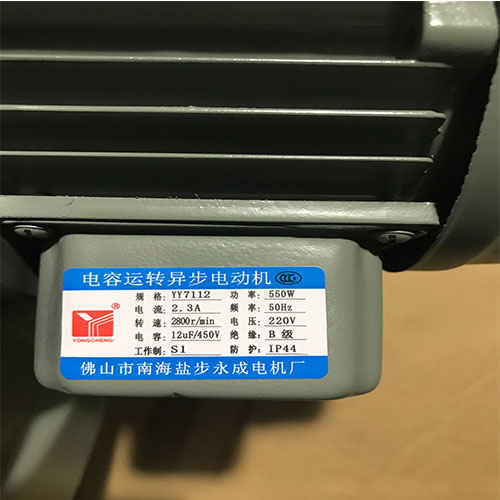 电容运转异步电动机 CCC
规格: YY7112 功率: 550W
电流: 2.3A 频率: 50Hz
转速: 2800r/min 电压: 220V
电容: 12uF/450V 绝缘: B 级
工作制: S1 防护: IP44
®
YONGCHENG
佛山市南海盐步永成电机厂